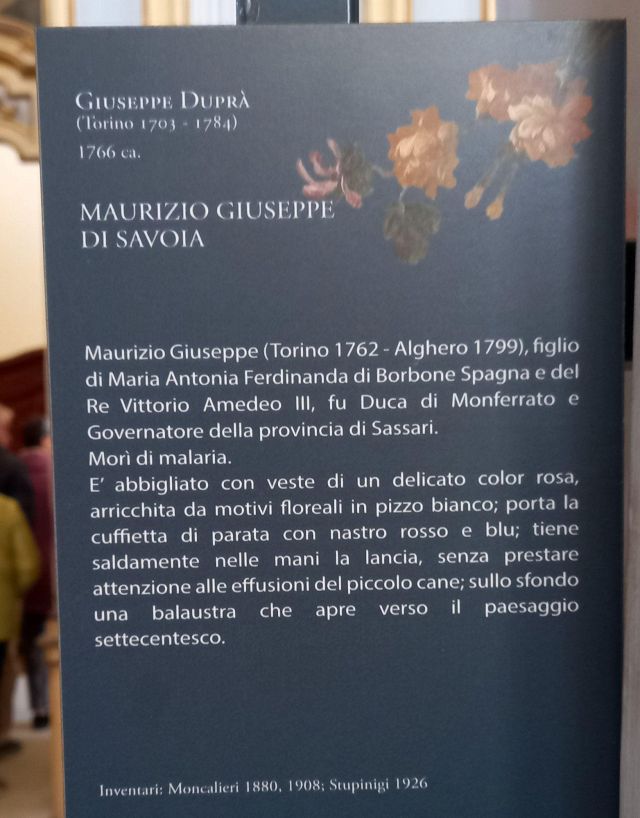 Giuseppe Duprà
(Torino 1703 - 1784)
1766 ca.
MAURIZIO GIUSEPPE
DI SAVOIA
Maurizio Giuseppe (Torino 1762 - Alghero 1799), figlio
di Maria Antonia Ferdinanda di Borbone Spagna e del
Re Vittorio Amedeo III, fu Duca di Monferrato e
Governatore della provincia di Sassari.
Morì di malaria.
E' abbigliato con veste di un delicato color rosa,
arricchita da motivi floreali in pizzo bianco; porta la
cuffietta di parata con nastro rosso e blu; tiene
saldamente nelle mani la lancia, senza prestare
attenzione alle effusioni del piccolo cane; sullo sfondo
una balaustra che apre verso il paesaggio
settecentesco.
Inventari: Moncalieri 1880, 1908; Stupinigi 1926